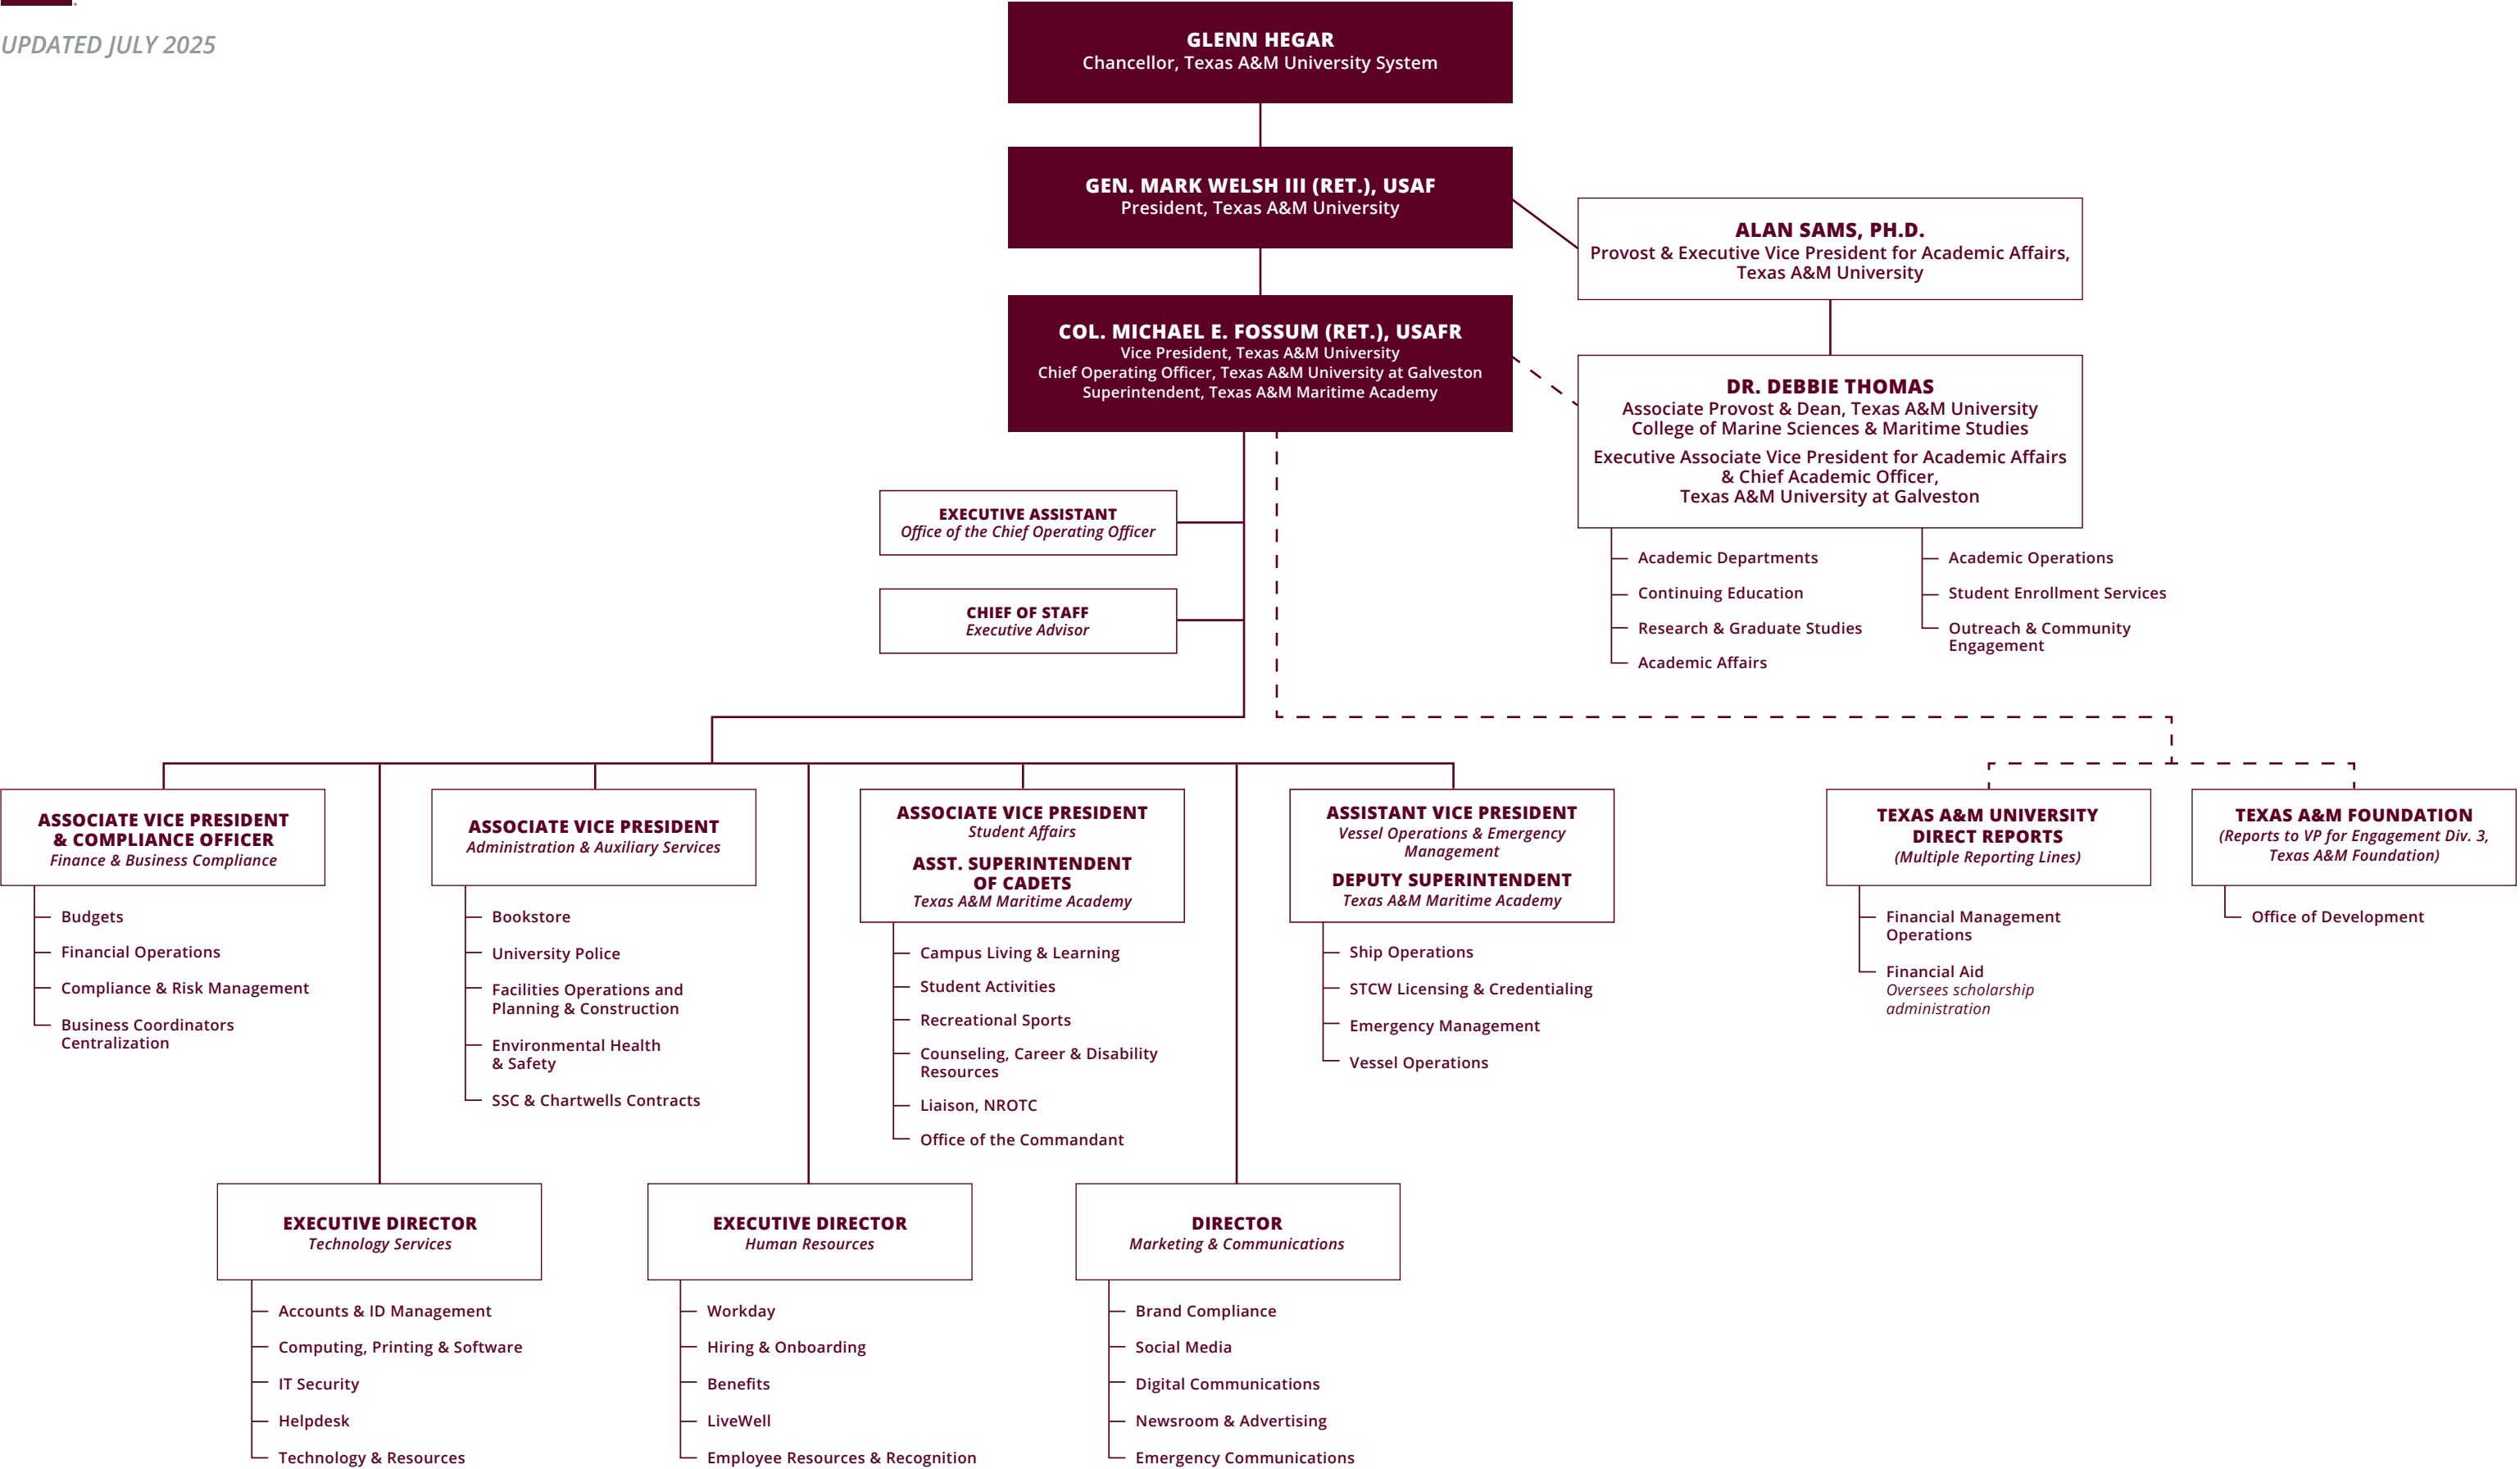 UPDATED JULY 2025
GLENN HEGAR
Chancellor, Texas A&M University System
GEN. MARK WELSH III (RET.), USAF
President, Texas A&M University
ALAN SAMS, PH.D.
Provost & Executive Vice President for Academic Affairs,
Texas A&M University
COL. MICHAEL E. FOSSUM (RET.), USAFR
Vice President, Texas A&M University
Chief Operating Officer, Texas A&M University at Galveston
Superintendent, Texas A&M Maritime Academy
DR. DEBBIE THOMAS
Associate Provost & Dean, Texas A&M University
College of Marine Sciences & Maritime Studies
Executive Associate Vice President for Academic Affairs
& Chief Academic Officer,
Texas A&M University at Galveston
Academic Departments
Continuing Education
Research & Graduate Studies
Academic Affairs
Academic Operations
Student Enrollment Services
Outreach & Community
Engagement
EXECUTIVE ASSISTANT
Office of the Chief Operating Officer
CHIEF OF STAFF
Executive Advisor
ASSOCIATE VICE PRESIDENT
& COMPLIANCE OFFICER
Finance & Business Compliance
Budgets
Financial Operations
Compliance & Risk Management
Business Coordinators
Centralization
ASSOCIATE VICE PRESIDENT
Administration & Auxiliary Services
Bookstore
University Police
Facilities Operations and
Planning & Construction
Environmental Health
& Safety
SSC & Chartwells Contracts
ASSOCIATE VICE PRESIDENT
Student Affairs
ASST. SUPERINTENDENT
OF CADETS
Texas A&M Maritime Academy
Campus Living & Learning
Student Activities
Recreational Sports
Counseling, Career & Disability
Resources
Liaison, NROTC
Office of the Commandant
ASSISTANT VICE PRESIDENT
Vessel Operations & Emergency
Management
DEPUTY SUPERINTENDENT
Texas A&M Maritime Academy
Ship Operations
STCW Licensing & Credentialing
Emergency Management
Vessel Operations
TEXAS A&M UNIVERSITY
DIRECT REPORTS
(Multiple Reporting Lines)
Financial Management
Operations
Financial Aid
Oversees scholarship
administration
TEXAS A&M FOUNDATION
(Reports to VP for Engagement Div. 3,
Texas A&M Foundation)
Office of Development
EXECUTIVE DIRECTOR
Technology Services
Accounts & ID Management
Computing, Printing & Software
IT Security
Helpdesk
Technology & Resources
EXECUTIVE DIRECTOR
Human Resources
Workday
Hiring & Onboarding
Benefits
LiveWell
Employee Resources & Recognition
DIRECTOR
Marketing & Communications
Brand Compliance
Social Media
Digital Communications
Newsroom & Advertising
Emergency Communications